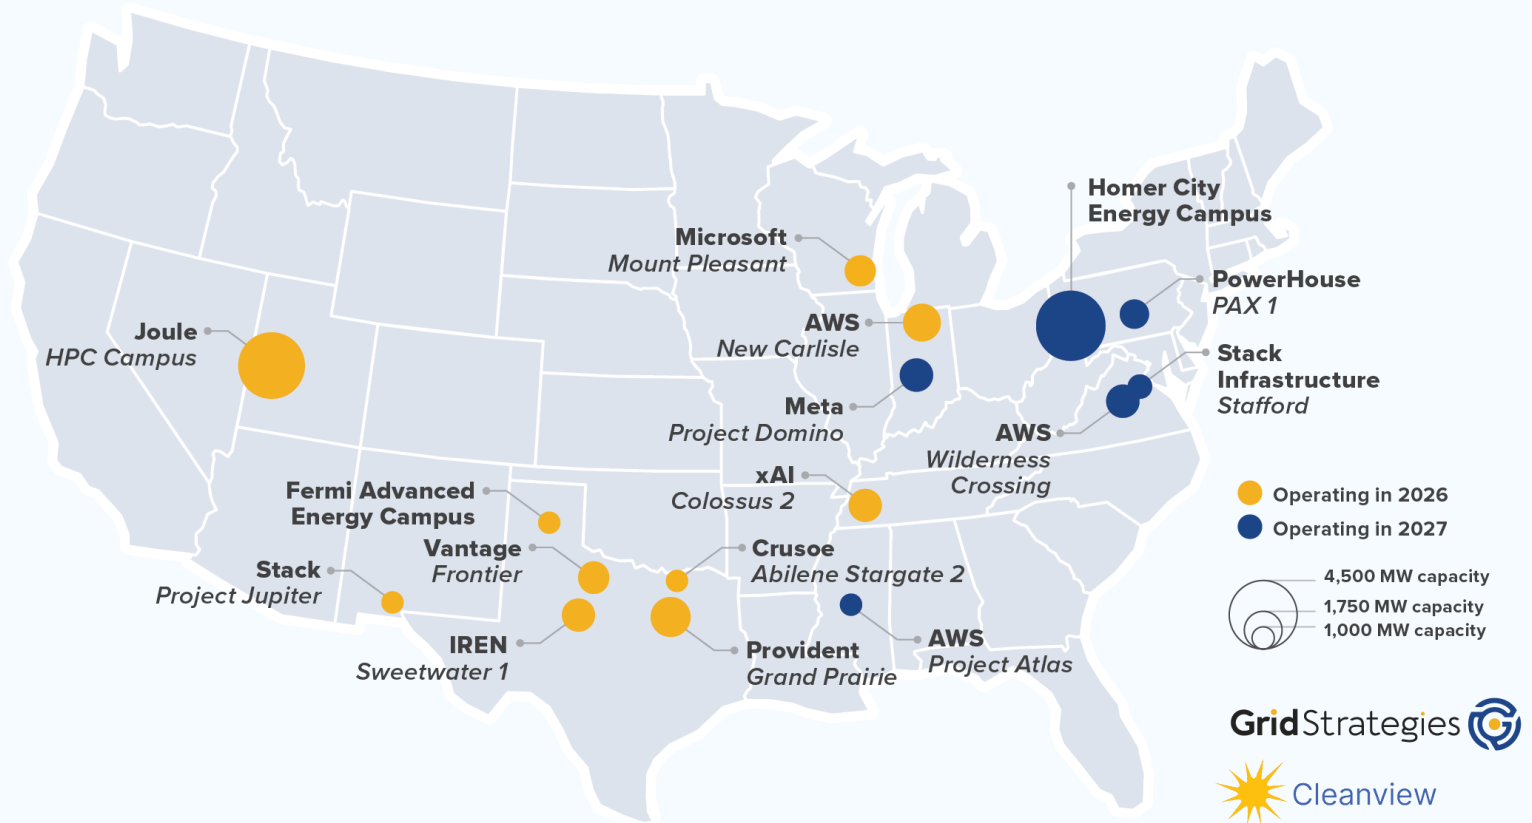 Homer City
Energy Campus
Microsoft
Mount Pleasant
PowerHouse
PAX 1
AWS
New Carlisle
Joule
HPC Campus
Stack
Infrastructure
Stafford
Meta
Project Domino
AWS
Wilderness
Crossing
xAI
Colossus 2
Fermi Advanced
Energy Campus
Operating in 2026
Operating in 2027
Vantage
Frontier
Crusoe
Abilene Stargate 2
Stack
Project Jupiter
4,500 MW capacity
1,750 MW capacity
1,000 MW capacity
IREN
Sweetwater 1
Provident
Grand Prairie
AWS
Project Atlas
GridStrategies
Cleanview